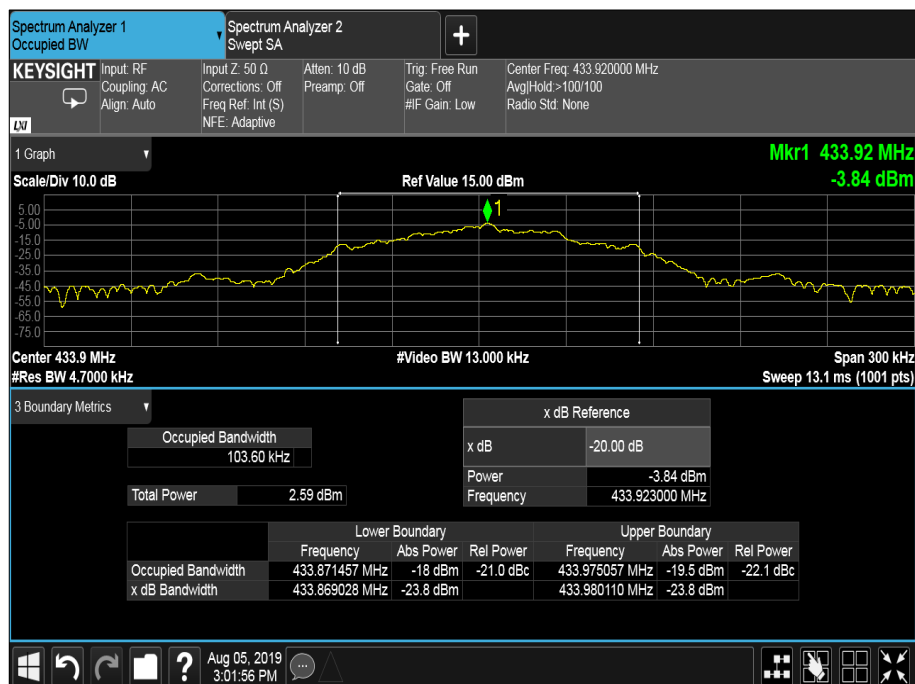 Spectrum Analyzer 1
Occupied BW
Spectrum Analyzer 2
Swept SA
+
KEYSIGHT
LXI
Input: RF
Coupling: AC
Align: Auto
Input Z: 50 Ω
Corrections: Off
Freq Ref: Int (S)
NFE: Adaptive
Atten: 10 dB
Preamp: Off
Trig: Free Run
Gate: Off
#IF Gain: Low
Center Freq: 433.920000 MHz
Avg|Hold:>100/100
Radio Std: None
1 Graph
Mkr1 433.92 MHz
-3.84 dBm
Scale/Div 10.0 dB
Ref Value 15.00 dBm
1
5.00
-5.00
-15.0
-25.0
-35.0
-45.0
-55.0
-65.0
-75.0
Center 433.9 MHz
#Video BW 13.000 kHz
Span 300 kHz
#Res BW 4.7000 kHz
Sweep 13.1 ms (1001 pts)
3 Boundary Metrics
Occupied Bandwidth
103.60 kHz
Total Power 2.59 dBm
x dB Reference
x dB -20.00 dB
Power -3.84 dBm
Frequency 433.923000 MHz
Lower Boundary Upper Boundary
Frequency Abs Power Rel Power Frequency Abs Power Rel Power
Occupied Bandwidth 433.871457 MHz -18 dBm -21.0 dBc 433.975057 MHz -19.5 dBm -22.1 dBc
x dB Bandwidth 433.869028 MHz -23.8 dBm 433.980110 MHz -23.8 dBm
?
Aug 05, 2019
3:01:56 PM
...